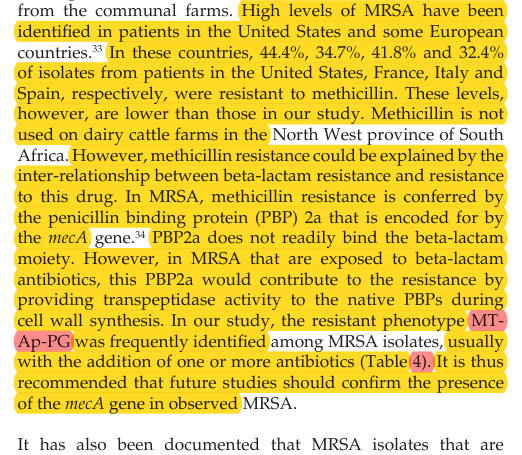 from the communal farms. High levels of MRSA have been
identified in patients in the United States and some European
countries.³³ In these countries, 44.4%, 34.7%, 41.8% and 32.4%
of isolates from patients in the United States, France, Italy and
Spain, respectively, were resistant to methicillin. These levels,
however, are lower than those in our study. Methicillin is not
used on dairy cattle farms in the North West province of South
Africa. However, methicillin resistance could be explained by the
inter-relationship between beta-lactam resistance and resistance
to this drug. In MRSA, methicillin resistance is conferred by
the penicillin binding protein (PBP) 2a that is encoded for by
the mecA gene.³⁴ PBP2a does not readily bind the beta-lactam
moiety. However, in MRSA that are exposed to beta-lactam
antibiotics, this PBP2a would contribute to the resistance by
providing transpeptidase activity to the native PBPs during
cell wall synthesis. In our study, the resistant phenotype MT-
Ap-PG was frequently identified among MRSA isolates, usually
with the addition of one or more antibiotics (Table 4). It is thus
recommended that future studies should confirm the presence
of the mecA gene in observed MRSA.
It has also been documented that MRSA isolates that are